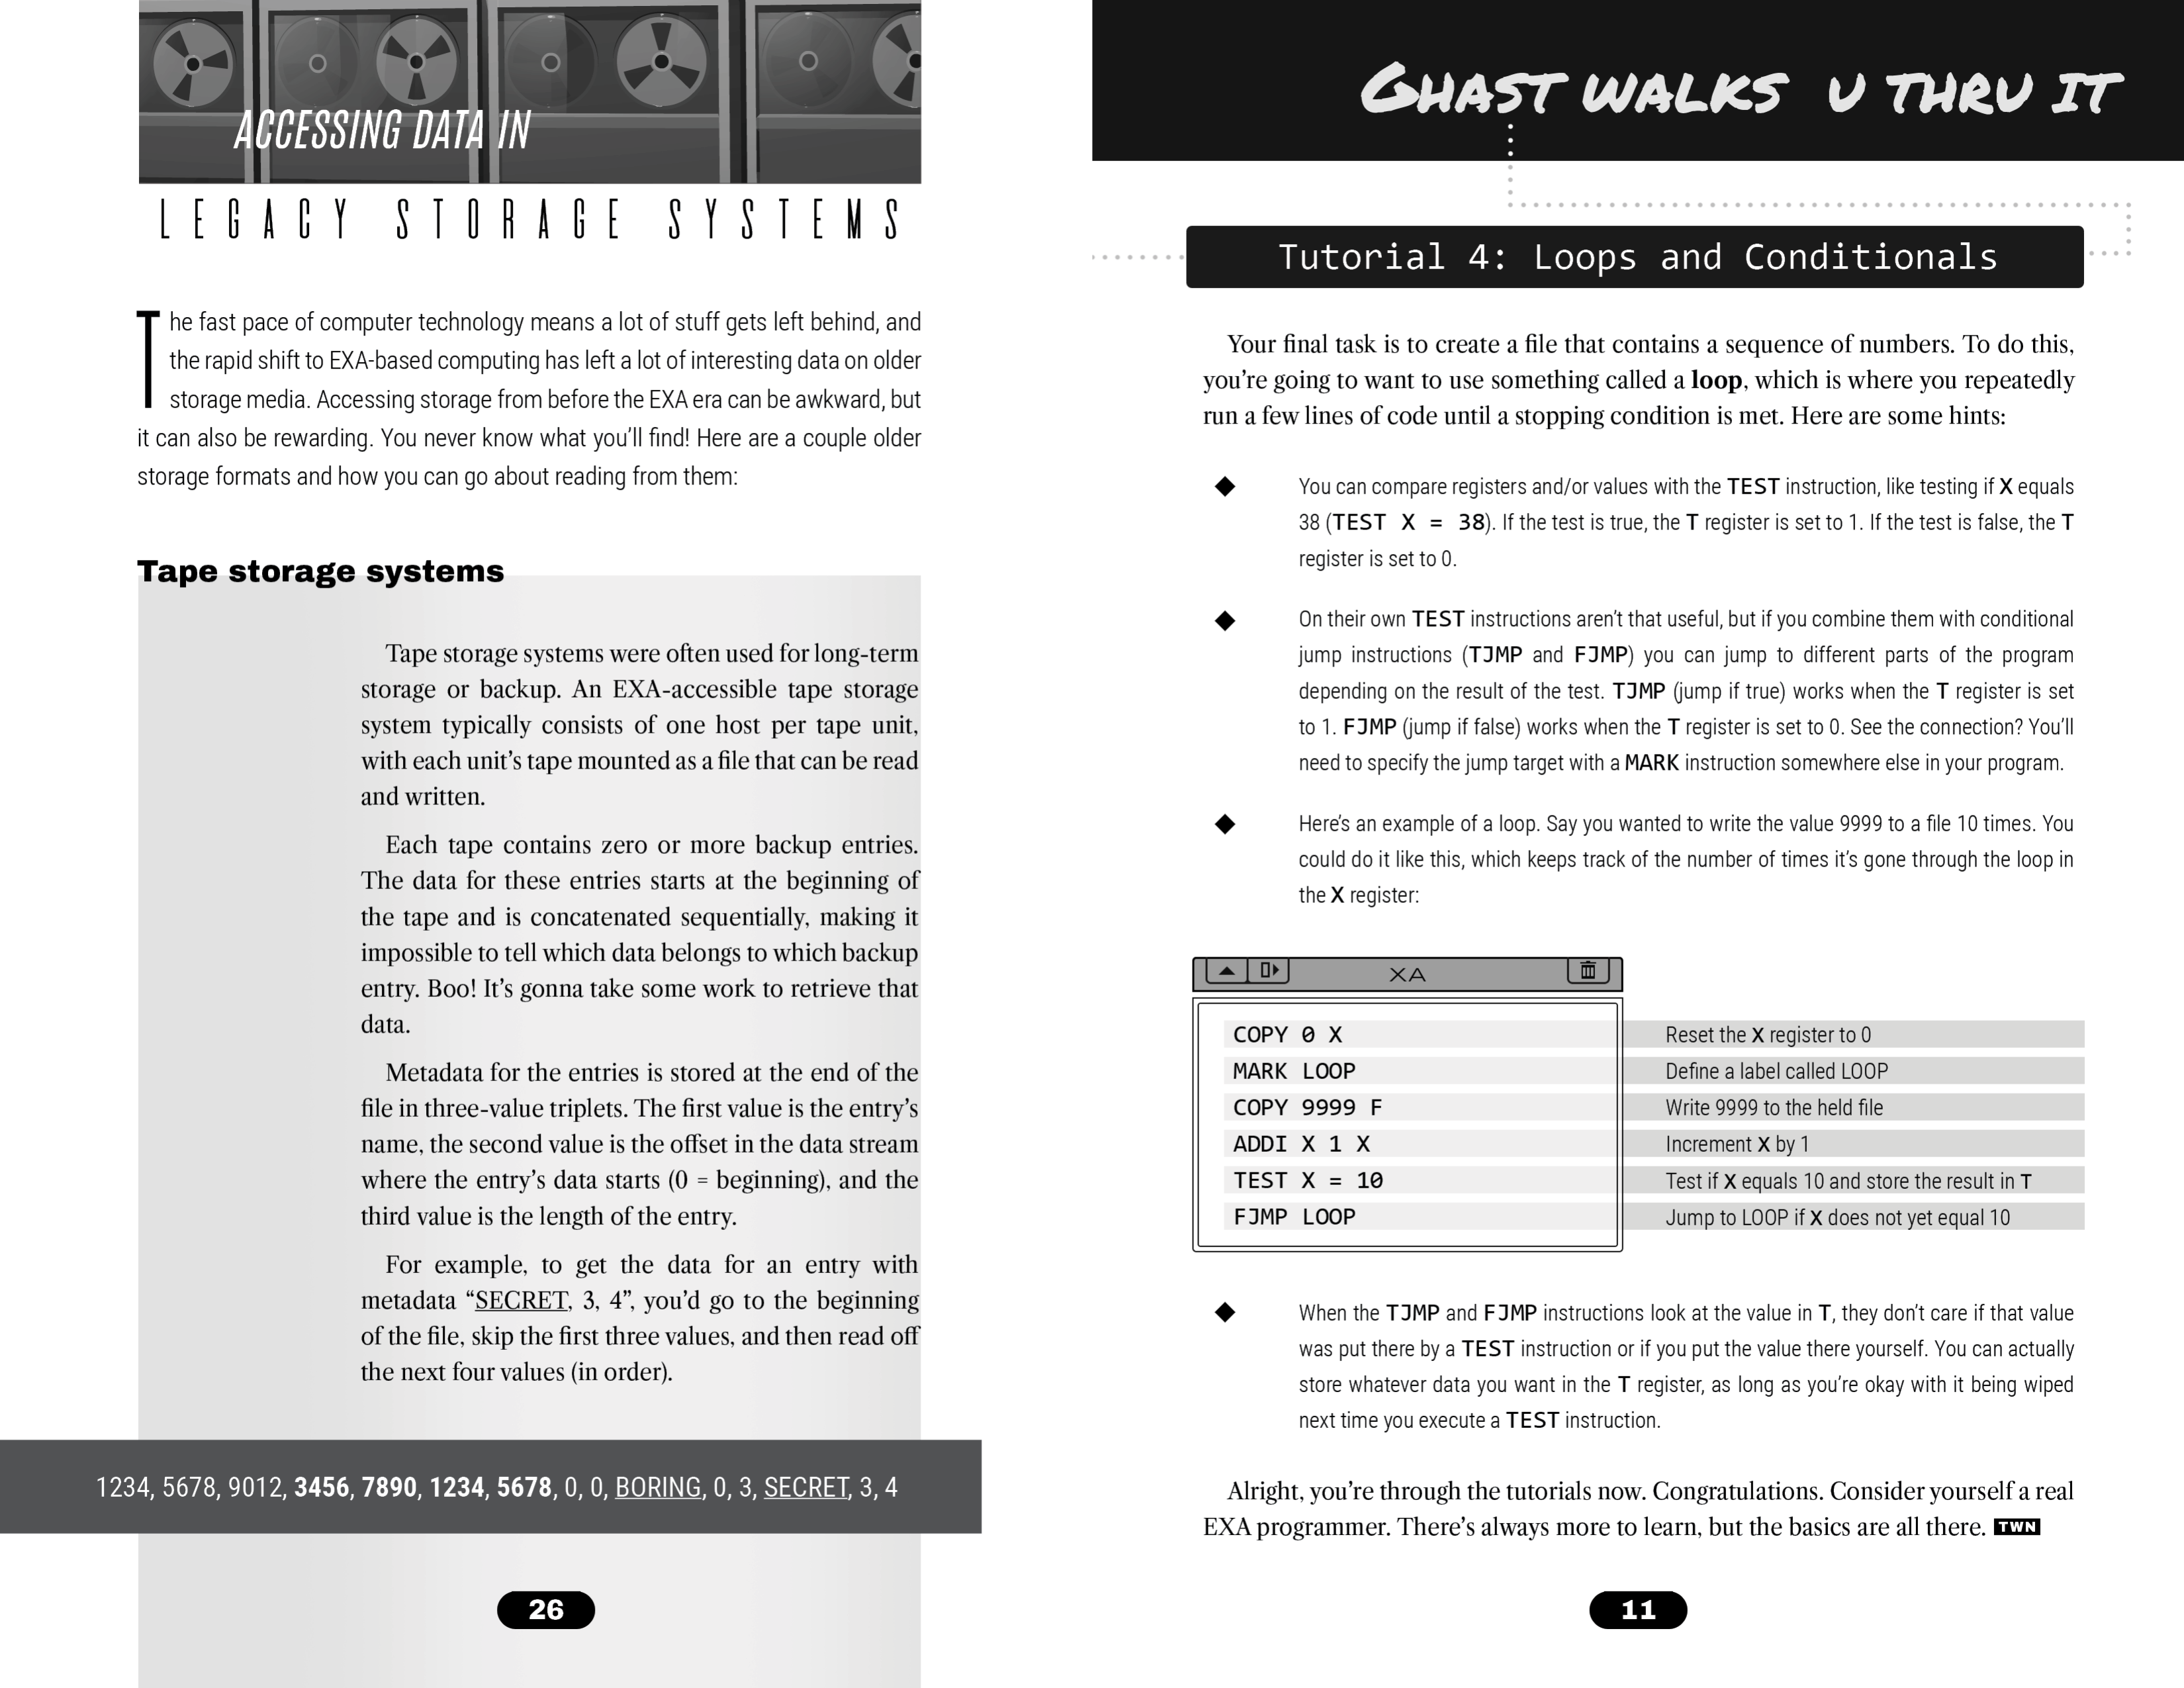 ACCESSING DATA IN
LEGACY STORAGE SYSTEMS
The fast pace of computer technology means a lot of stuff gets left behind, and
the rapid shift to EXA-based computing has left a lot of interesting data on older
storage media. Accessing storage from before the EXA era can be awkward, but
it can also be rewarding. You never know what you'll find! Here are a couple older
storage formats and how you can go about reading from them:
Tape storage systems
Tape storage systems were often used for long-term
storage or backup. An EXA-accessible tape storage
system typically consists of one host per tape unit,
with each unit's tape mounted as a file that can be read
and written.
Each tape contains zero or more backup entries.
The data for these entries starts at the beginning of
the tape and is concatenated sequentially, making it
impossible to tell which data belongs to which backup
entry. Boo! It's gonna take some work to retrieve that
data.
Metadata for the entries is stored at the end of the
file in three-value triplets. The first value is the entry's
name, the second value is the offset in the data stream
where the entry's data starts (0 = beginning), and the
third value is the length of the entry.
For example, to get the data for an entry with
metadata “SECRET, 3, 4”, you'd go to the beginning
of the file, skip the first three values, and then read off
the next four values (in order).
1234, 5678, 9012, 3456, 7890, 1234, 5678, 0, 0, BORING, 0, 3, SECRET, 3, 4
26
GHAST WALKS U THRU IT
Tutorial 4: Loops and Conditionals
Your final task is to create a file that contains a sequence of numbers. To do this,
you're going to want to use something called a loop, which is where you repeatedly
run a few lines of code until a stopping condition is met. Here are some hints:
◆ You can compare registers and/or values with the TEST instruction, like testing if X equals
38 (TEST X = 38). If the test is true, the T register is set to 1. If the test is false, the T
register is set to 0.
◆ On their own TEST instructions aren't that useful, but if you combine them with conditional
jump instructions (TJMP and FJMP) you can jump to different parts of the program
depending on the result of the test. TJMP (jump if true) works when the T register is set
to 1. FJMP (jump if false) works when the T register is set to 0. See the connection? You'll
need to specify the jump target with a MARK instruction somewhere else in your program.
◆ Here's an example of a loop. Say you wanted to write the value 9999 to a file 10 times. You
could do it like this, which keeps track of the number of times it's gone through the loop in
the X register:
XA
COPY 0 X Reset the X register to 0
MARK LOOP Define a label called LOOP
COPY 9999 F Write 9999 to the held file
ADDI X 1 X Increment X by 1
TEST X = 10 Test if X equals 10 and store the result in T
FJMP LOOP Jump to LOOP if X does not yet equal 10
◆ When the TJMP and FJMP instructions look at the value in T, they don't care if that value
was put there by a TEST instruction or if you put the value there yourself. You can actually
store whatever data you want in the T register, as long as you're okay with it being wiped
next time you execute a TEST instruction.
Alright, you're through the tutorials now. Congratulations. Consider yourself a real
EXA programmer. There's always more to learn, but the basics are all there. TWN
11